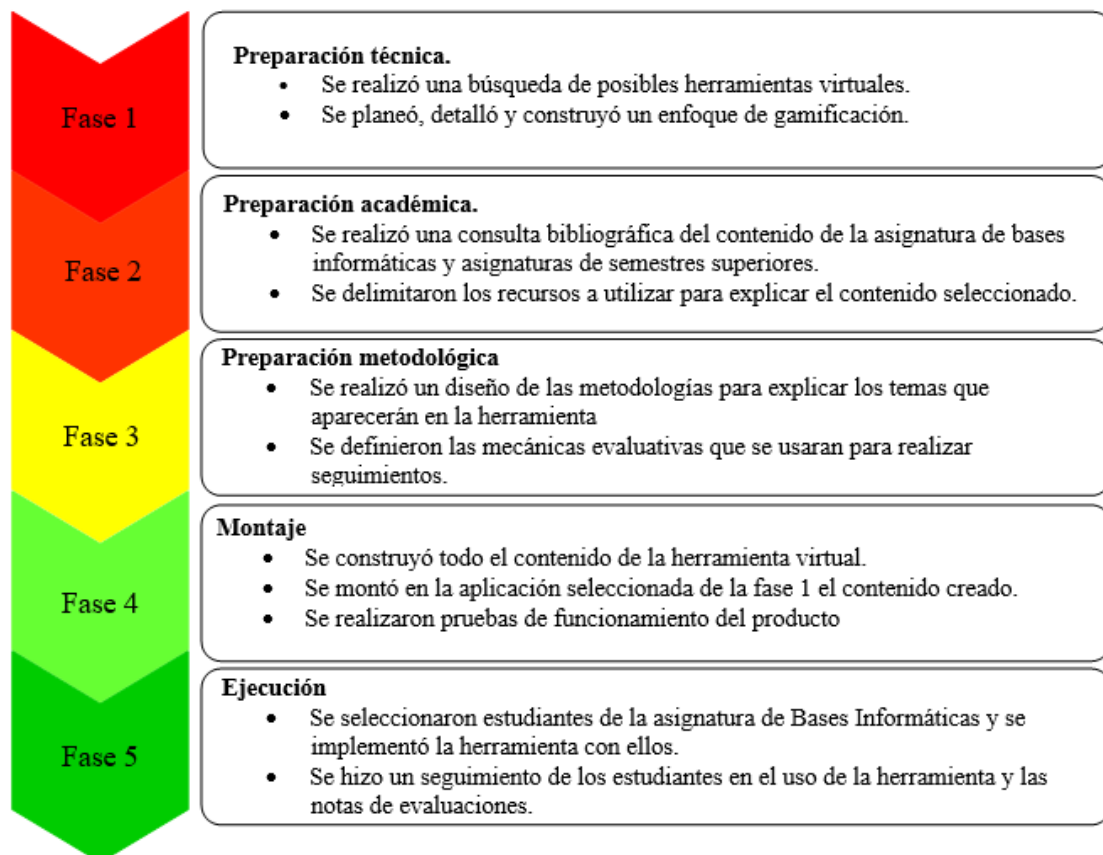 Fase 1
Preparación técnica.
• Se realizó una búsqueda de posibles herramientas virtuales.
• Se planeó, detalló y construyó un enfoque de gamificación.
Fase 2
Preparación académica.
• Se realizó una consulta bibliográfica del contenido de la asignatura de bases
informáticas y asignaturas de semestres superiores.
• Se delimitaron los recursos a utilizar para explicar el contenido seleccionado.
Fase 3
Preparación metodológica
• Se realizó un diseño de las metodologías para explicar los temas que
aparecerán en la herramienta
• Se definieron las mecánicas evaluativas que se usaran para realizar
seguimientos.
Fase 4
Montaje
• Se construyó todo el contenido de la herramienta virtual.
• Se montó en la aplicación seleccionada de la fase 1 el contenido creado.
• Se realizaron pruebas de funcionamiento del producto
Fase 5
Ejecución
• Se seleccionaron estudiantes de la asignatura de Bases Informáticas y se
implementó la herramienta con ellos.
• Se hizo un seguimiento de los estudiantes en el uso de la herramienta y las
notas de evaluaciones.